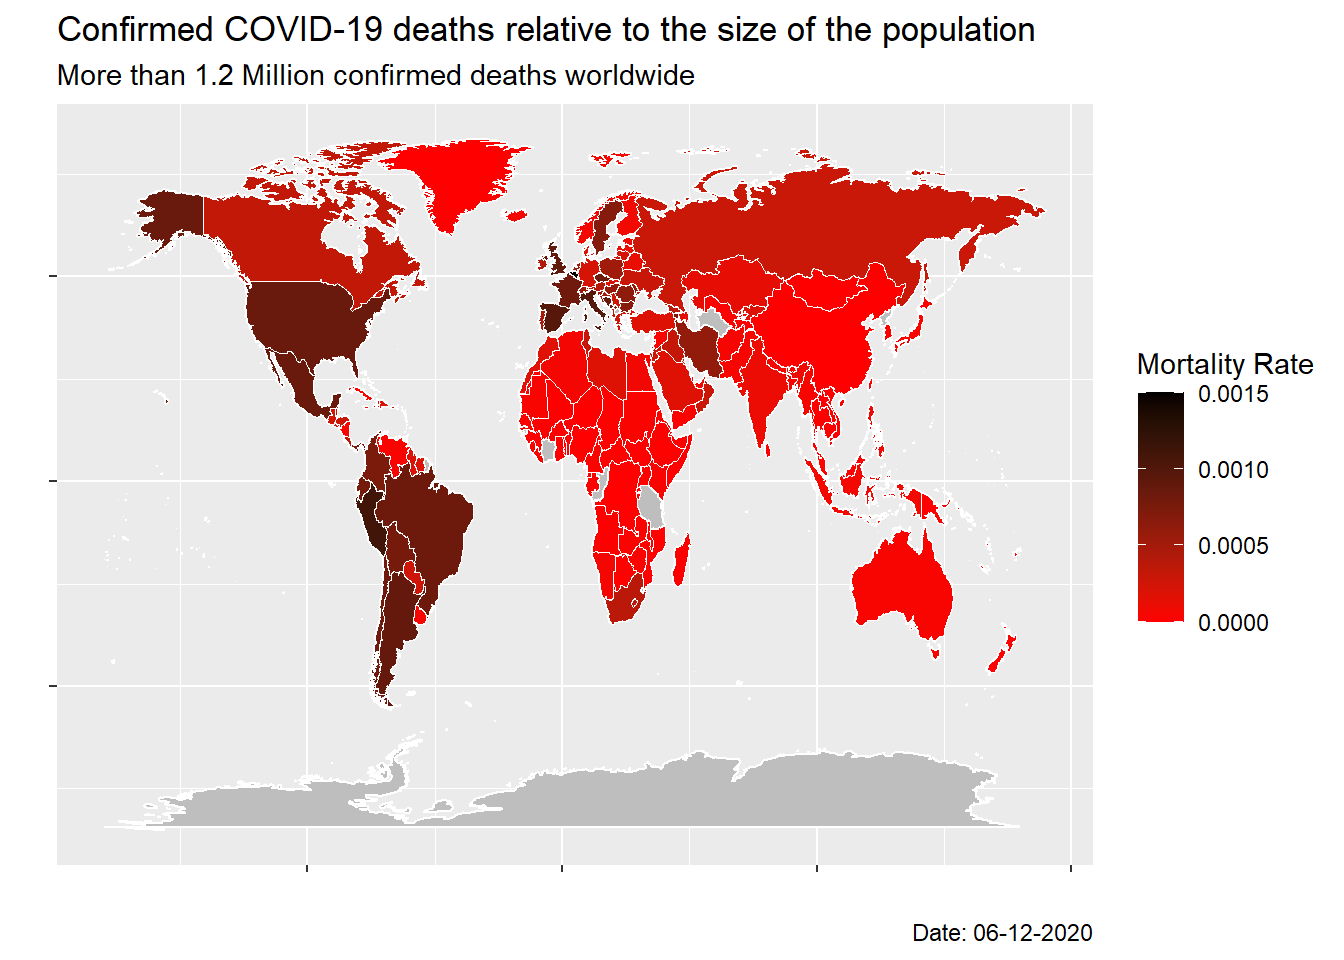 Confirmed COVID-19 deaths relative to the size of the population
More than 1.2 Million confirmed deaths worldwide
Mortality Rate
0.0015
0.0010
0.0005
0.0000
Date: 06-12-2020